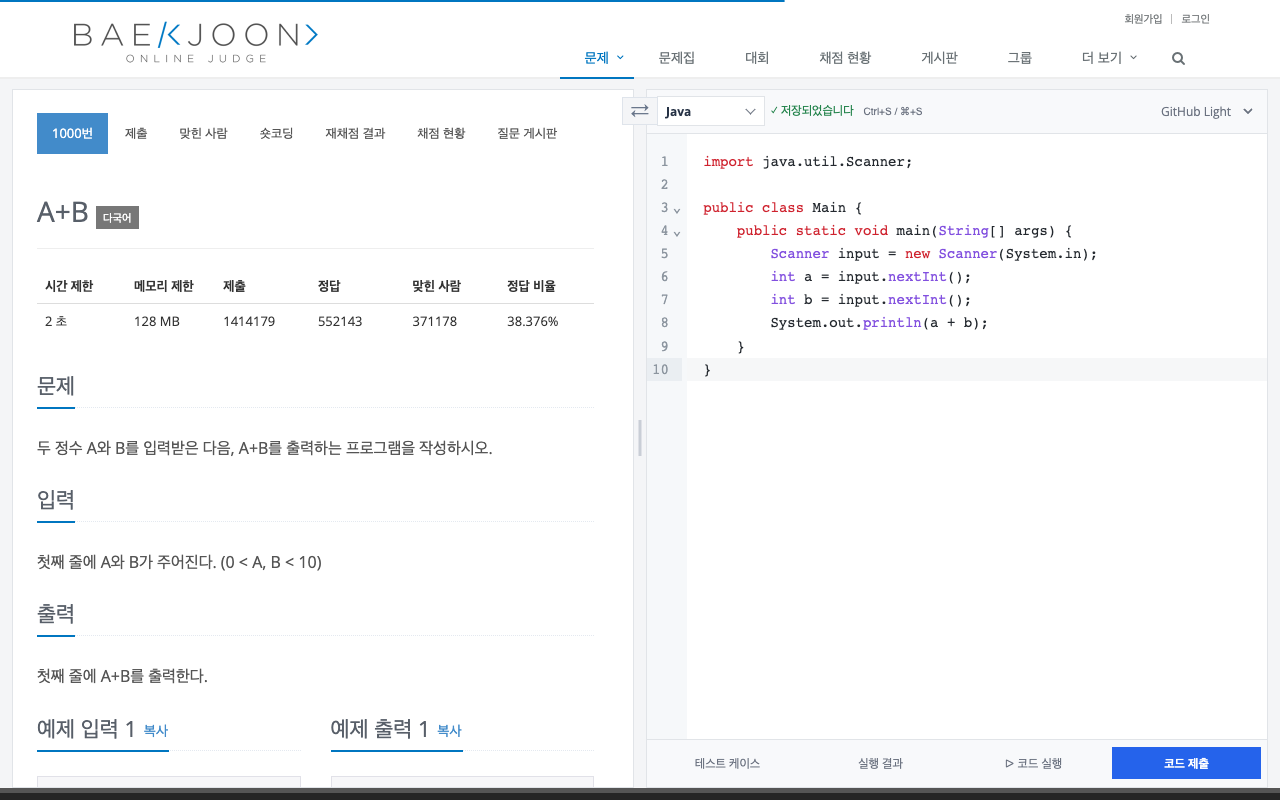 회원가입 | 로그인
BAEKJOON>
ONLINE JUDGE
문제 문제집 대회 채점 현황 게시판 그룹 더 보기
1000번 제출 맞힌 사람 숏코딩 재채점 결과 채점 현황 질문 게시판
A+B 다국어
시간 제한 메모리 제한 제출 정답 맞힌 사람 정답 비율
2 초 128 MB 1414179 552143 371178 38.376%
문제
두 정수 A와 B를 입력받은 다음, A+B를 출력하는 프로그램을 작성하시오.
입력
첫째 줄에 A와 B가 주어진다. (0 < A, B < 10)
출력
첫째 줄에 A+B를 출력한다.
예제 입력 1 복사 예제 출력 1 복사
Java ✓ 저장되었습니다 Ctrl+S / ⌘+S GitHub Light
1 import java.util.Scanner;
2
3 public class Main {
4     public static void main(String[] args) {
5         Scanner input = new Scanner(System.in);
6         int a = input.nextInt();
7         int b = input.nextInt();
8         System.out.println(a + b);
9     }
10 }
테스트 케이스 실행 결과 ▷ 코드 실행 코드 제출